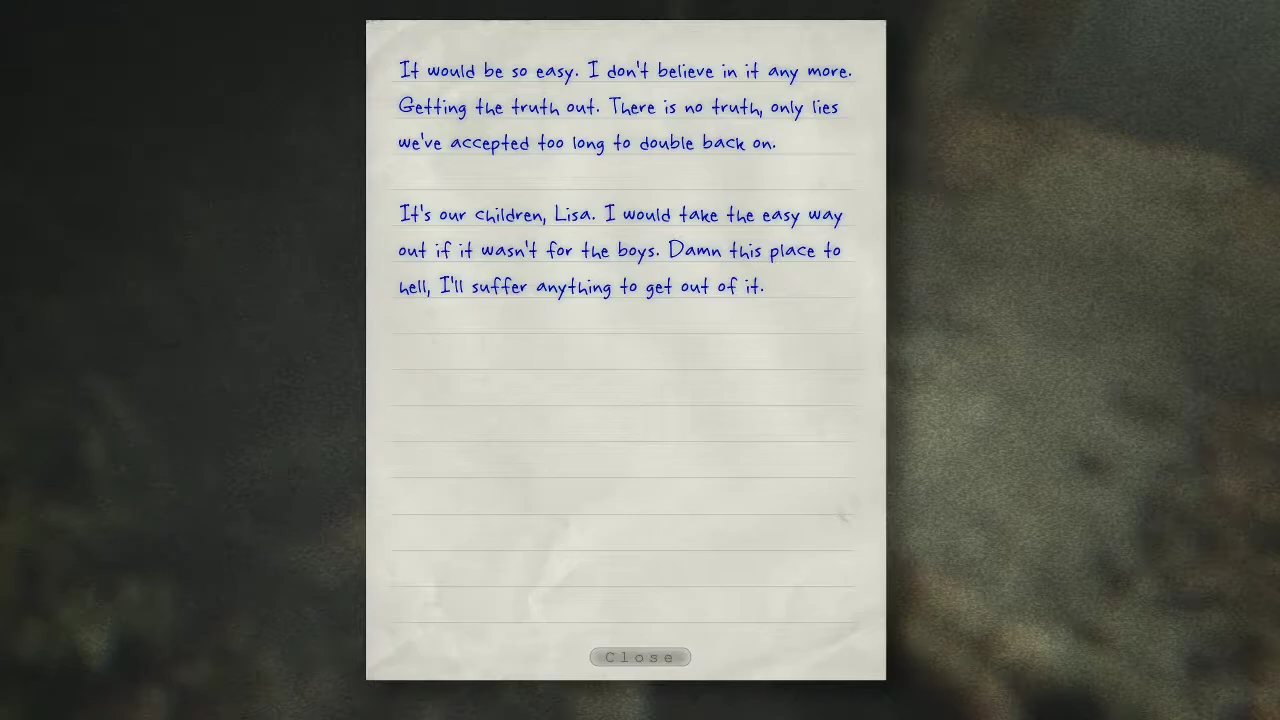 It would be so easy. I don't believe in it any more.
Getting the truth out. There is no truth, only lies
we've accepted too long to double back on.
It's our children, Lisa. I would take the easy way
out if it wasn't for the boys. Damn this place to
hell, I'll suffer anything to get out of it.
Close